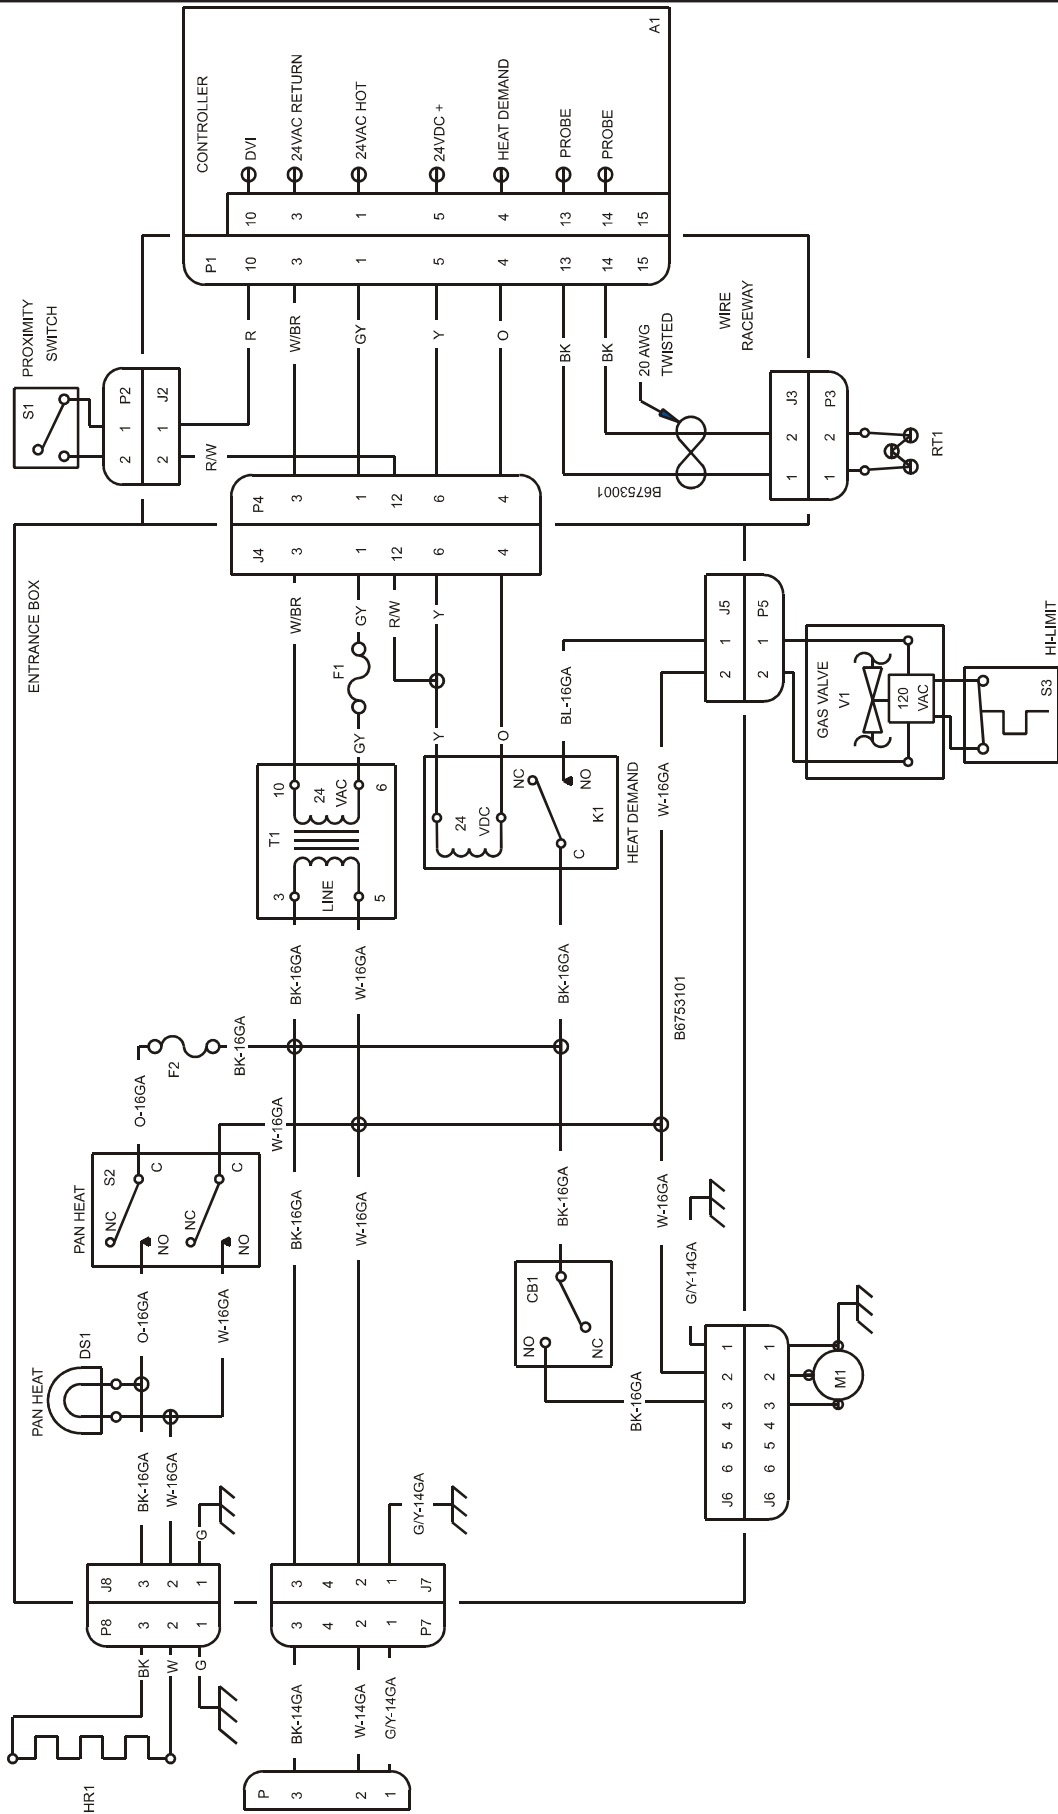 CONTROLLER
A1
DVI
24VAC RETURN
24VAC HOT
24VDC +
HEAT DEMAND
PROBE
PROBE
10
3
1
5
4
13
14
15
P1
10
3
1
5
4
13
14
15
PROXIMITY
SWITCH
S1
P2
1
2
J2
1
2
R
W/BR
GY
Y
O
BK
BK
R/W
20 AWG
TWISTED
WIRE
RACEWAY
B6753001
J3
2
1
P3
2
1
RT1
P4
3
1
12
6
4
J4
3
1
12
6
4
ENTRANCE BOX
W/BR
GY
R/W
Y
F1
GY
Y
O
BL-16GA
J5
1
2
P5
1
2
GAS VALVE
V1
120
VAC
S3
HI-LIMIT
T1
10
24
VAC
6
3
LINE
5
24
VDC
NC
NO
K1
C
HEAT DEMAND
W-16GA
BK-16GA
W-16GA
BK-16GA
B6753101
F2
BK-16GA
O-16GA
W-16GA
PAN HEAT
S2
C
NC
NO
C
NC
NO
BK-16GA
W-16GA
BK-16GA
W-16GA
G/Y-14GA
CB1
NO
NC
BK-16GA
PAN HEAT
DS1
O-16GA
W-16GA
BK-16GA
W-16GA
G
G/Y-14GA
J6
6
5
4
3
2
1
J6
6
5
4
3
2
1
M1
J8
3
2
1
P8
3
2
1
J7
3
4
2
1
P7
3
4
2
1
BK
W
G
HR1
BK-14GA
W-14GA
G/Y-14GA
P
3
2
1